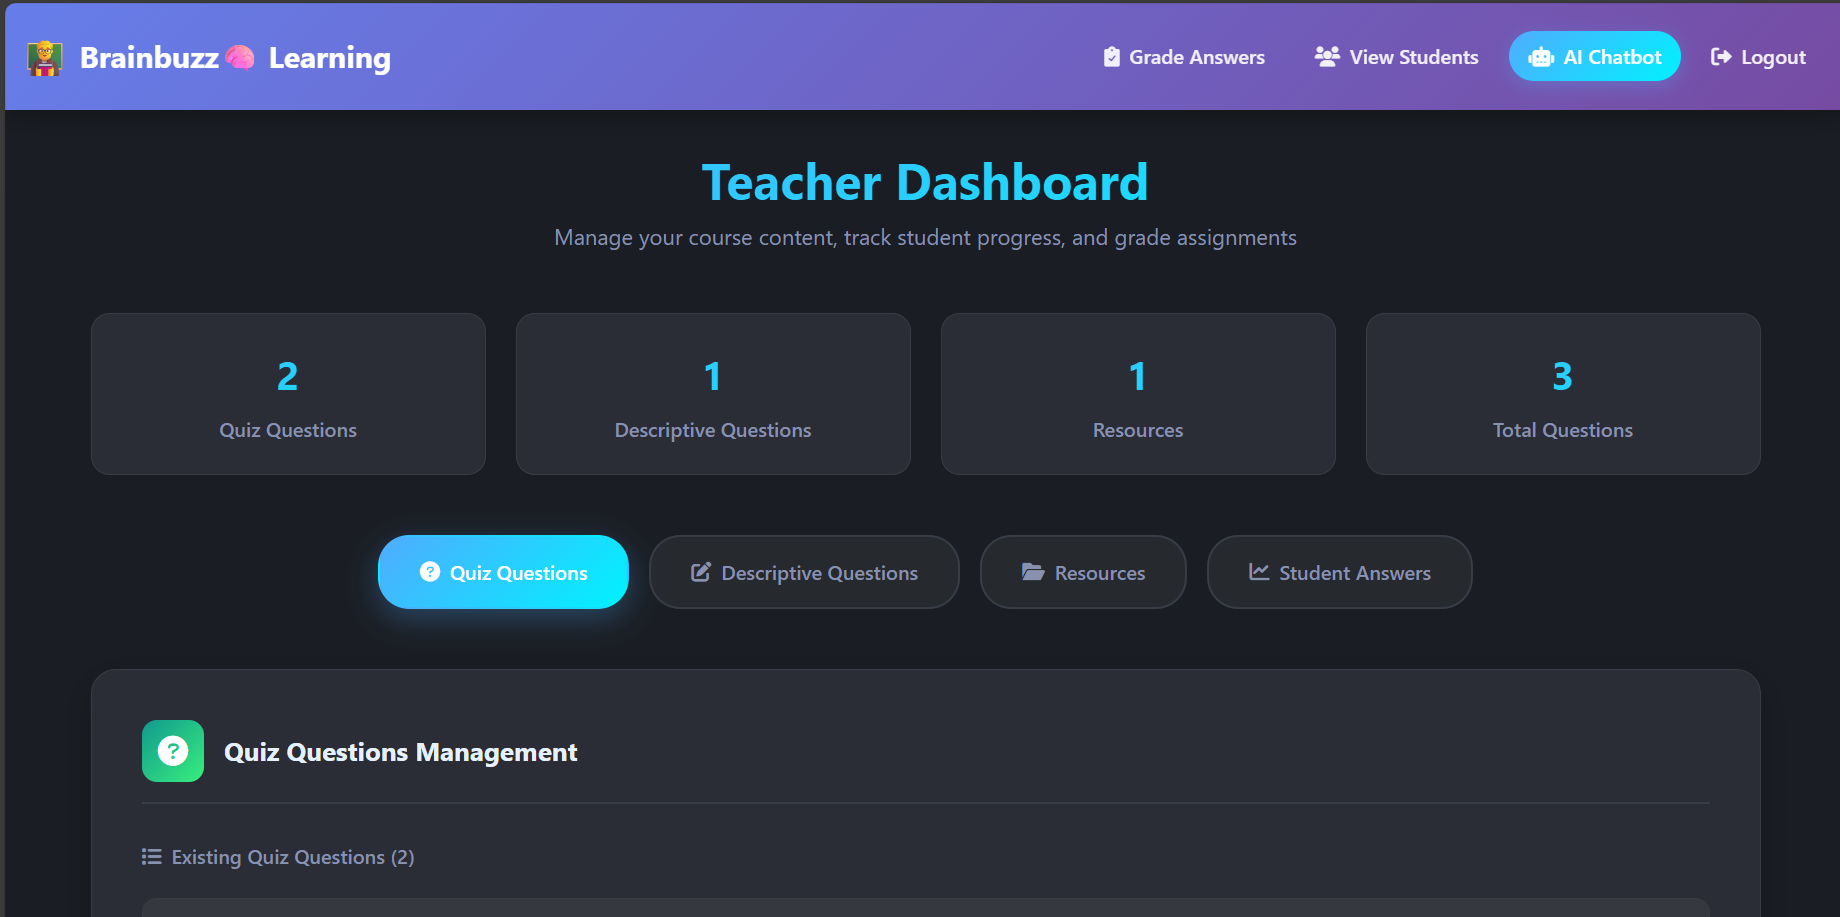 Brainbuzz🧠 Learning
Grade Answers
View Students
AI Chatbot
Logout
Teacher Dashboard
Manage your course content, track student progress, and grade assignments
2
Quiz Questions
1
Descriptive Questions
1
Resources
3
Total Questions
Quiz Questions
Descriptive Questions
Resources
Student Answers
Quiz Questions Management
Existing Quiz Questions (2)